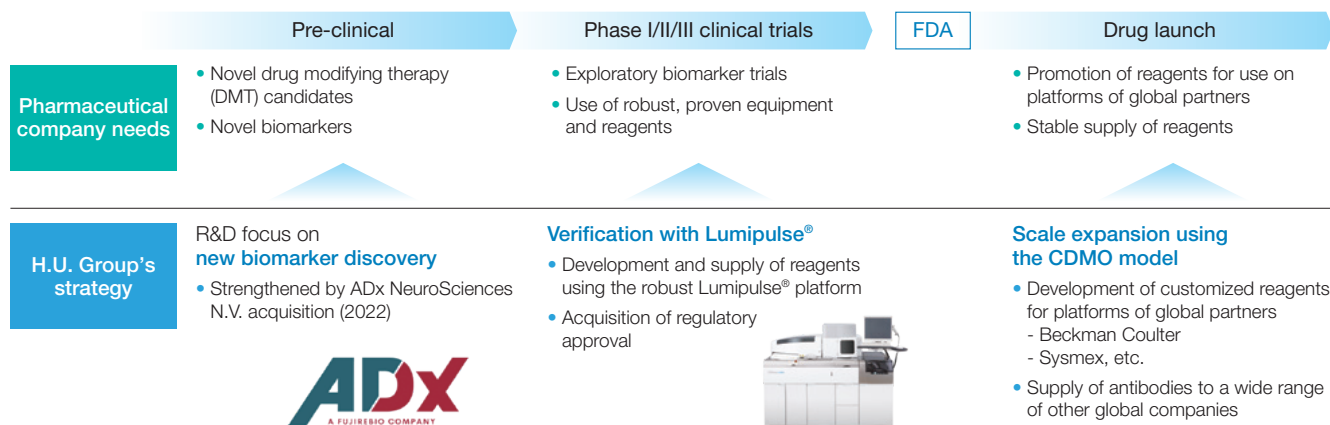 Pre-clinical
Phase I/II/III clinical trials
FDA
Drug launch
Pharmaceutical
company needs
• Novel drug modifying therapy
(DMT) candidates
• Novel biomarkers
• Exploratory biomarker trials
• Use of robust, proven equipment
and reagents
• Promotion of reagents for use on
platforms of global partners
• Stable supply of reagents
H.U. Group's
strategy
R&D focus on
new biomarker discovery
• Strengthened by ADx NeuroSciences
N.V. acquisition (2022)
ADx
A FUJIREBIO COMPANY
Verification with Lumipulse®
• Development and supply of reagents
using the robust Lumipulse® platform
• Acquisition of regulatory
approval
Scale expansion using
the CDMO model
• Development of customized reagents
for platforms of global partners
- Beckman Coulter
- Sysmex, etc.
• Supply of antibodies to a wide range
of other global companies